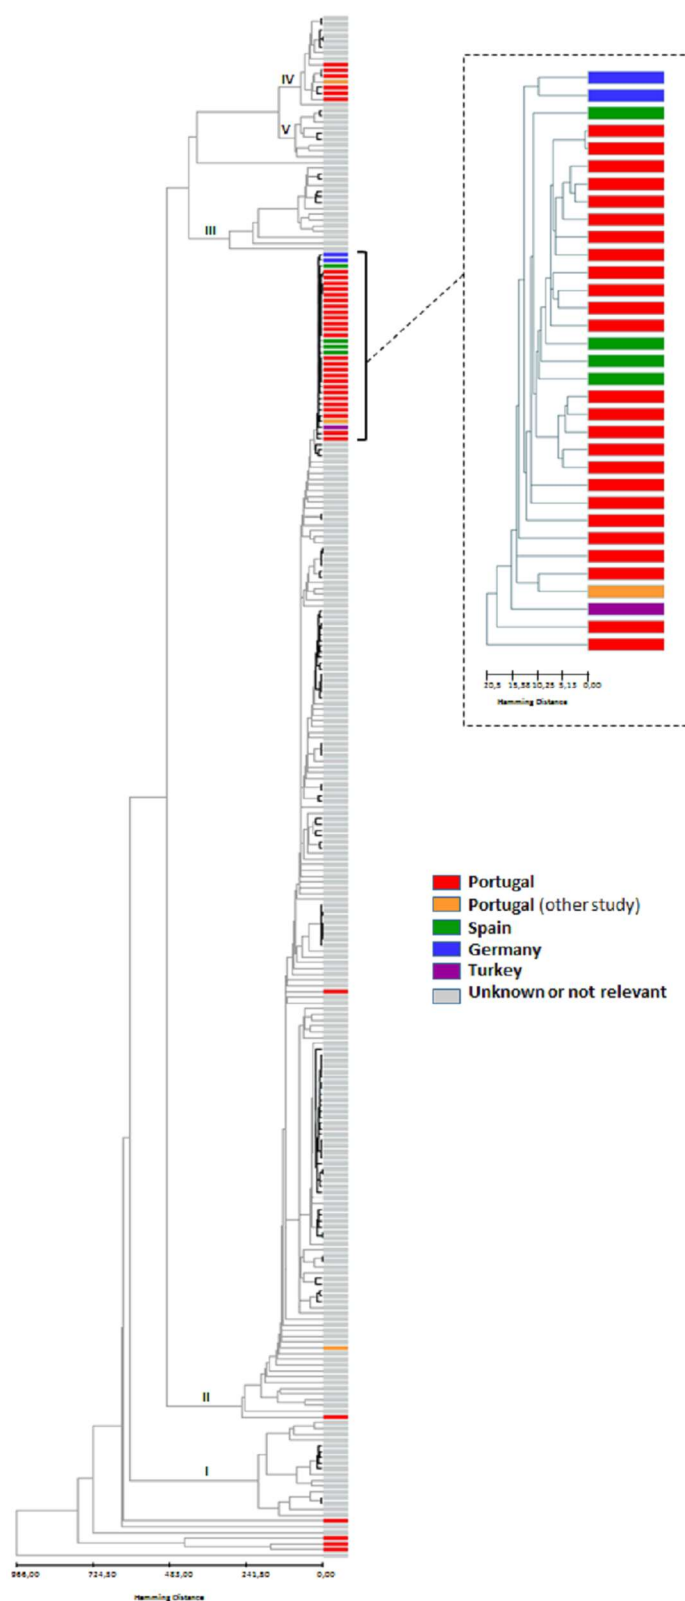 IV
V
III
20,5 15,38 10,25 5,13 0,00
Hamming Distance
Portugal
Portugal (other study)
Spain
Germany
Turkey
Unknown or not relevant
II
I
966,00 724,50 483,00 241,50 0,00
Hamming Distance